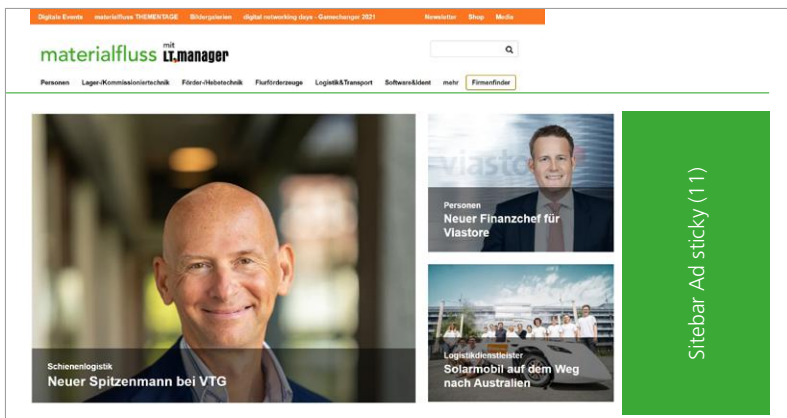 Digitale Events materialfluss THEMENTAGE Bildergalerien digital networking days - Gamechanger 2021 Newsletter Shop Media
materialfluss mit LT.manager
Personen Lager-/Kommissioniertechnik Förder-/Hebetechnik Flurförderzeuge Logistik&Transport Software&Ident mehr Firmenfinder
viastore
Personen
Neuer Finanzchef für
Viastore
Schienenlogistik
Neuer Spitzenmann bei VTG
Logistikdienstleister
Solarmobil auf dem Weg
nach Australien
Sitebar Ad sticky (11)